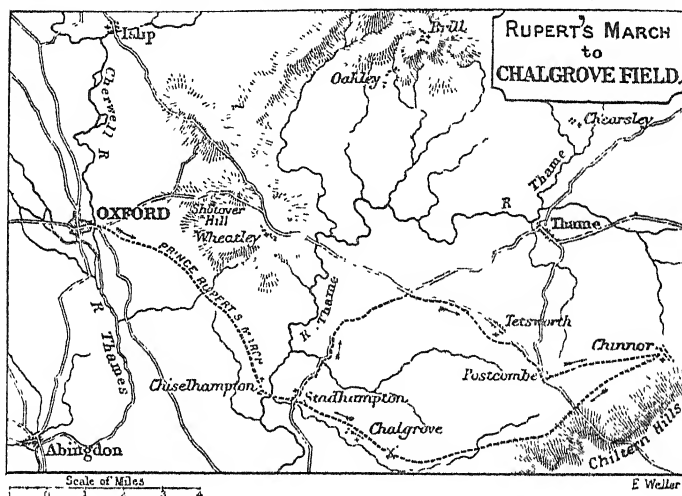 RUPERT'S MARCH
to
CHALGROVE FIELD.
Islip
Brill
Oakley
Chearsley
Cherwell R
R Thame
OXFORD
Shotover
Hill
Wheatley
Thame
PRINCE RUPERT'S MARCH
R. Thame
R Thames
Tetsworth
Chinnor
Postcombe
Chiselhampton
Stadhampton
Chalgrove
Chiltern Hills
Abingdon
Scale of Miles
1 0 1 2 3 4
E Weller